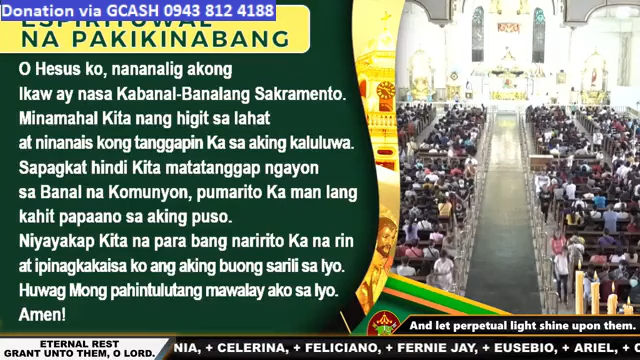 Donation via GCASH 0943 812 4188
ESPIRITUWAL
NA PAKIKINABANG
O Hesus ko, nananalig akong
Ikaw ay nasa Kabanal-Banalang Sakramento.
Minamahal Kita nang higit sa lahat
at ninanais kong tanggapin Ka sa aking kaluluwa.
Sapagkat hindi Kita matatanggap ngayon
sa Banal na Komunyon, pumarito Ka man lang
kahit papaano sa aking puso.
Niyayakap Kita na para bang naririto Ka na rin
at ipinagkakaisa ko ang aking buong sarili sa Iyo.
Huwag Mong pahintulutang mawalay ako sa Iyo.
Amen!
And let perpetual light shine upon them.
ETERNAL REST
GRANT UNTO THEM, O LORD.
NIA, + CELERINA, + FELICIANO, + FERNIE JAY, + EUSEBIO, + ARIEL, +